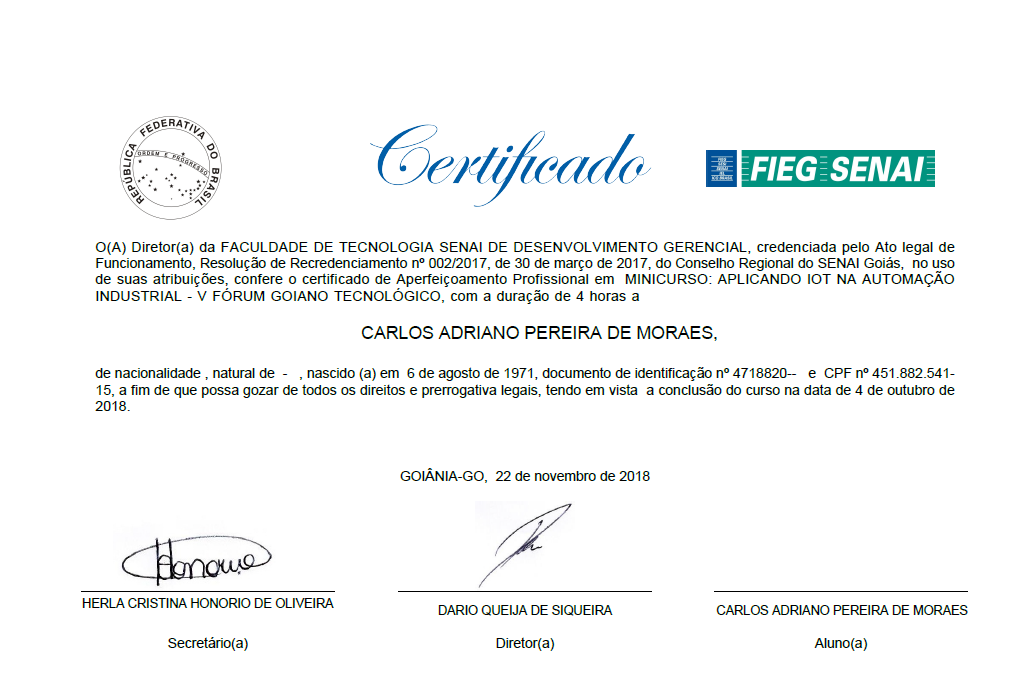 REPÚBLICA FEDERATIVA DO BRASIL
ORDEM E PROGRESSO
Certificado
FIEG SENAI
O(A) Diretor(a) da FACULDADE DE TECNOLOGIA SENAI DE DESENVOLVIMENTO GERENCIAL, credenciada pelo Ato legal de
Funcionamento, Resolução de Recredenciamento nº 002/2017, de 30 de março de 2017, do Conselho Regional do SENAI Goiás, no uso
de suas atribuições, confere o certificado de Aperfeiçoamento Profissional em MINICURSO: APLICANDO IOT NA AUTOMAÇÃO
INDUSTRIAL - V FÓRUM GOIANO TECNOLÓGICO, com a duração de 4 horas a
CARLOS ADRIANO PEREIRA DE MORAES,
de nacionalidade , natural de - , nascido (a) em 6 de agosto de 1971, documento de identificação nº 4718820-- e CPF nº 451.882.541-
15, a fim de que possa gozar de todos os direitos e prerrogativa legais, tendo em vista a conclusão do curso na data de 4 de outubro de
2018.
GOIÂNIA-GO, 22 de novembro de 2018
Honorio
HERLA CRISTINA HONORIO DE OLIVEIRA
DARIO QUEIJA DE SIQUEIRA
CARLOS ADRIANO PEREIRA DE MORAES
Secretário(a)
Diretor(a)
Aluno(a)